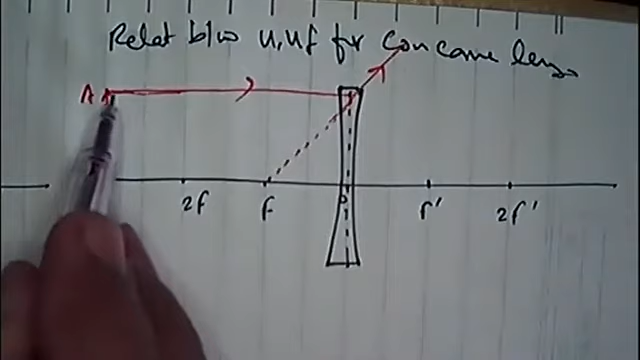 Relat b/w u, v f for Concave lens
A
2F F P F' 2F'